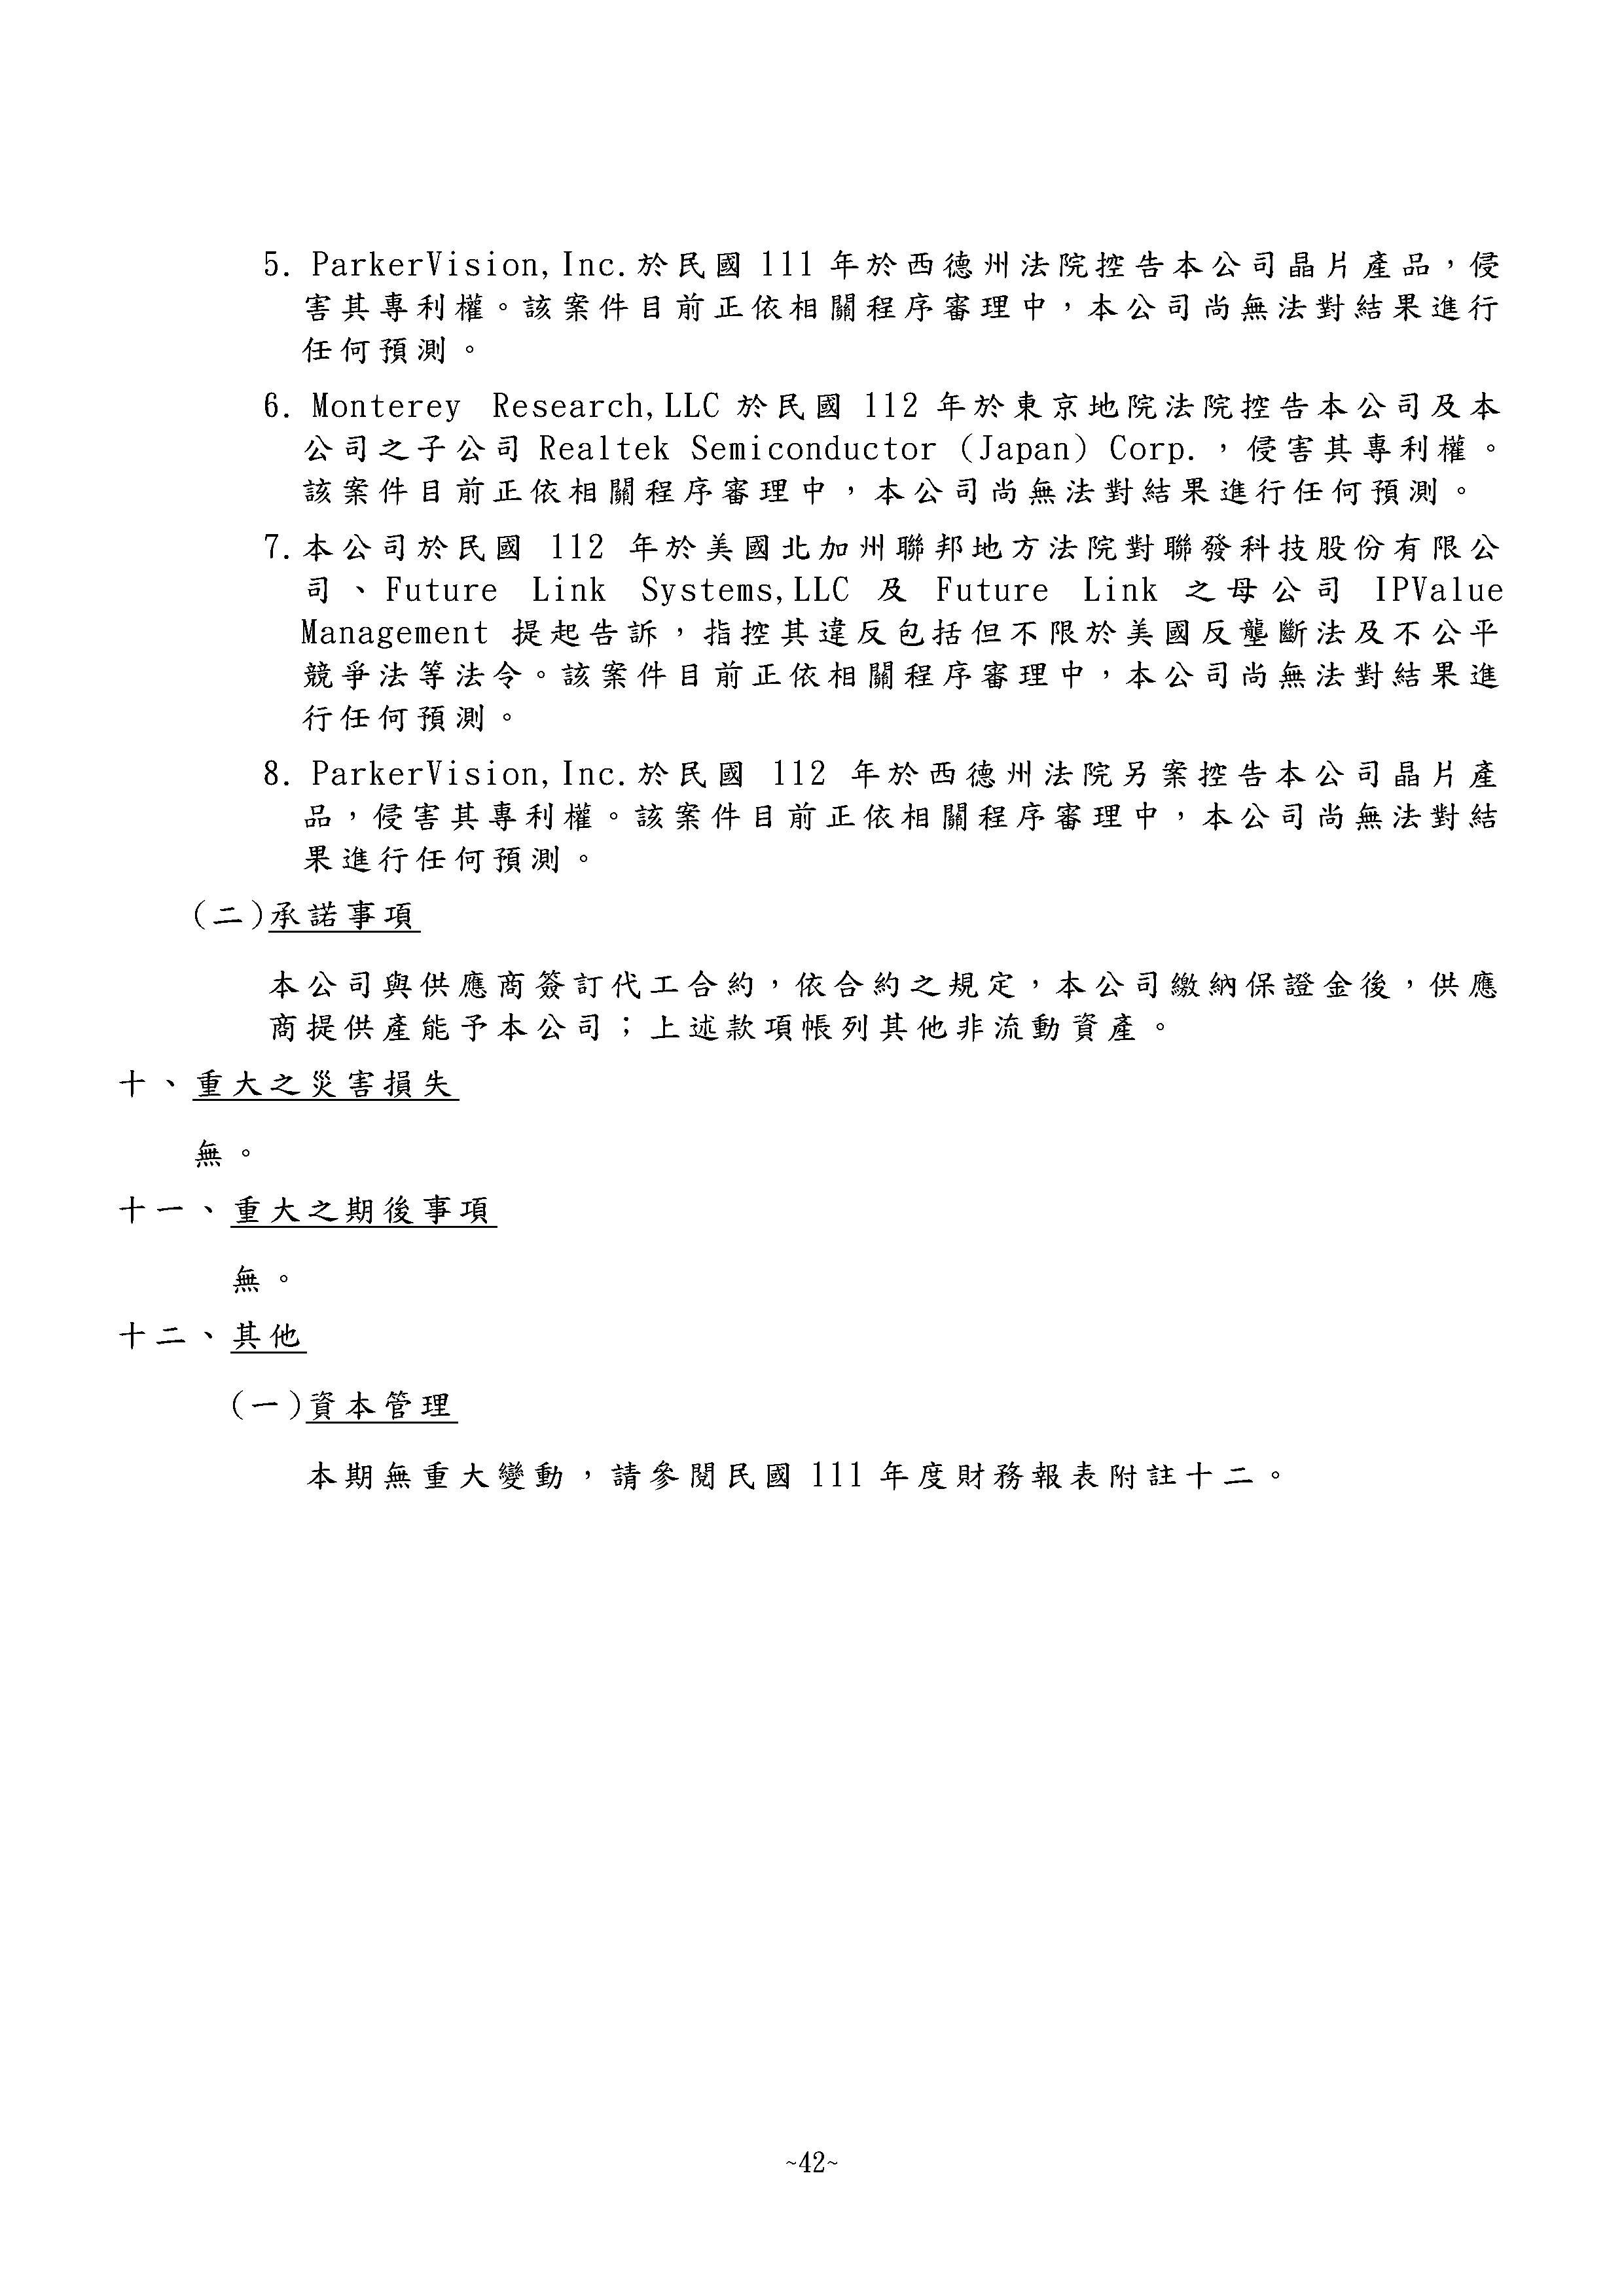 5. ParkerVision,Inc.於民國 111 年於西德州法院控告本公司晶片產品，侵
害其專利權。該案件目前正依相關程序審理中，本公司尚無法對結果進行
任何預測。
6. Monterey Research,LLC 於民國 112 年於東京地院法院控告本公司及本
公司之子公司 Realtek Semiconductor (Japan) Corp.，侵害其專利權。
該案件目前正依相關程序審理中，本公司尚無法對結果進行任何預測。
7.本公司於民國 112 年於美國北加州聯邦地方法院對聯發科技股份有限公
司、Future Link Systems,LLC 及 Future Link 之母公司 IPValue
Management 提起告訴，指控其違反包括但不限於美國反壟斷法及不公平
競爭法等法令。該案件目前正依相關程序審理中，本公司尚無法對結果進
行任何預測。
8. ParkerVision,Inc.於民國 112 年於西德州法院另案控告本公司晶片產
品，侵害其專利權。該案件目前正依相關程序審理中，本公司尚無法對結
果進行任何預測。
(二)承諾事項
本公司與供應商簽訂代工合約，依合約之規定，本公司繳納保證金後，供應
商提供產能予本公司；上述款項帳列其他非流動資產。
十、重大之災害損失
無。
十一、重大之期後事項
無。
十二、其他
(一)資本管理
本期無重大變動，請參閱民國 111 年度財務報表附註十二。
~42~